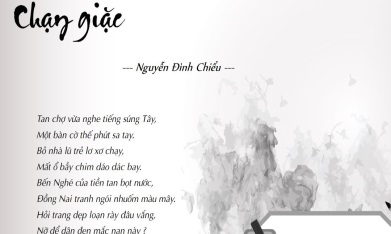 Chạy giặc
--- Nguyễn Đình Chiểu ---
Tan chợ vừa nghe tiếng súng Tây,
Một bàn cờ thế phút sa tay.
Bỏ nhà lũ trẻ lơ xơ chạy,
Mất ổ bầy chim dáo dác bay.
Bến Nghé của tiền tan bọt nước,
Đồng Nai tranh ngói nhuốm màu mây.
Hỏi trang dẹp loạn rày đâu vắng,
Nỡ để dân đen mắc nạn này ?